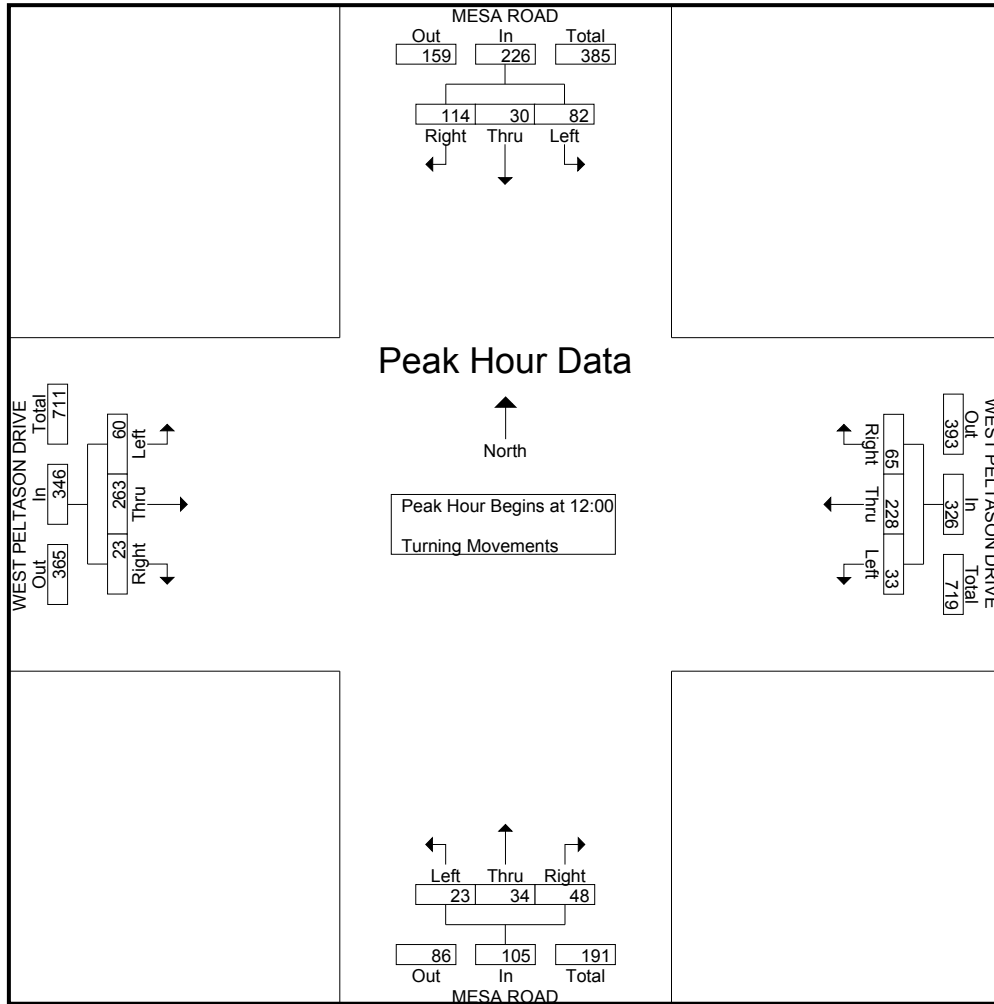 MESA ROAD
Out In Total
159 226 385
114 30 82
Right Thru Left
Peak Hour Data
North
Peak Hour Begins at 12:00
Turning Movements
WEST PELTASON DRIVE
Total In Out
711 346 365
60 263 23
Left Thru Right
WEST PELTASON DRIVE
Out In Total
393 326 719
65 228 33
Right Thru Left
Left Thru Right
23 34 48
86 105 191
Out In Total
MESA ROAD